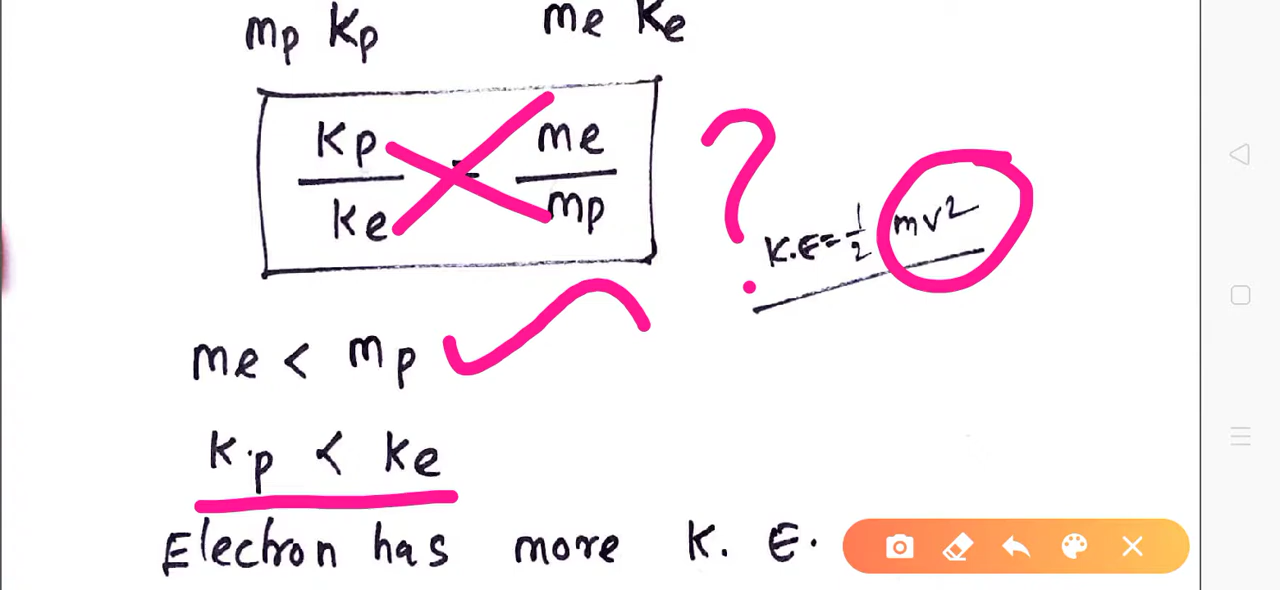 mp Kp me Ke
Kp/Ke = me/mp ?
K.E = 1/2 mv²
me < mp
K.p < Ke
Electron has more K. E.